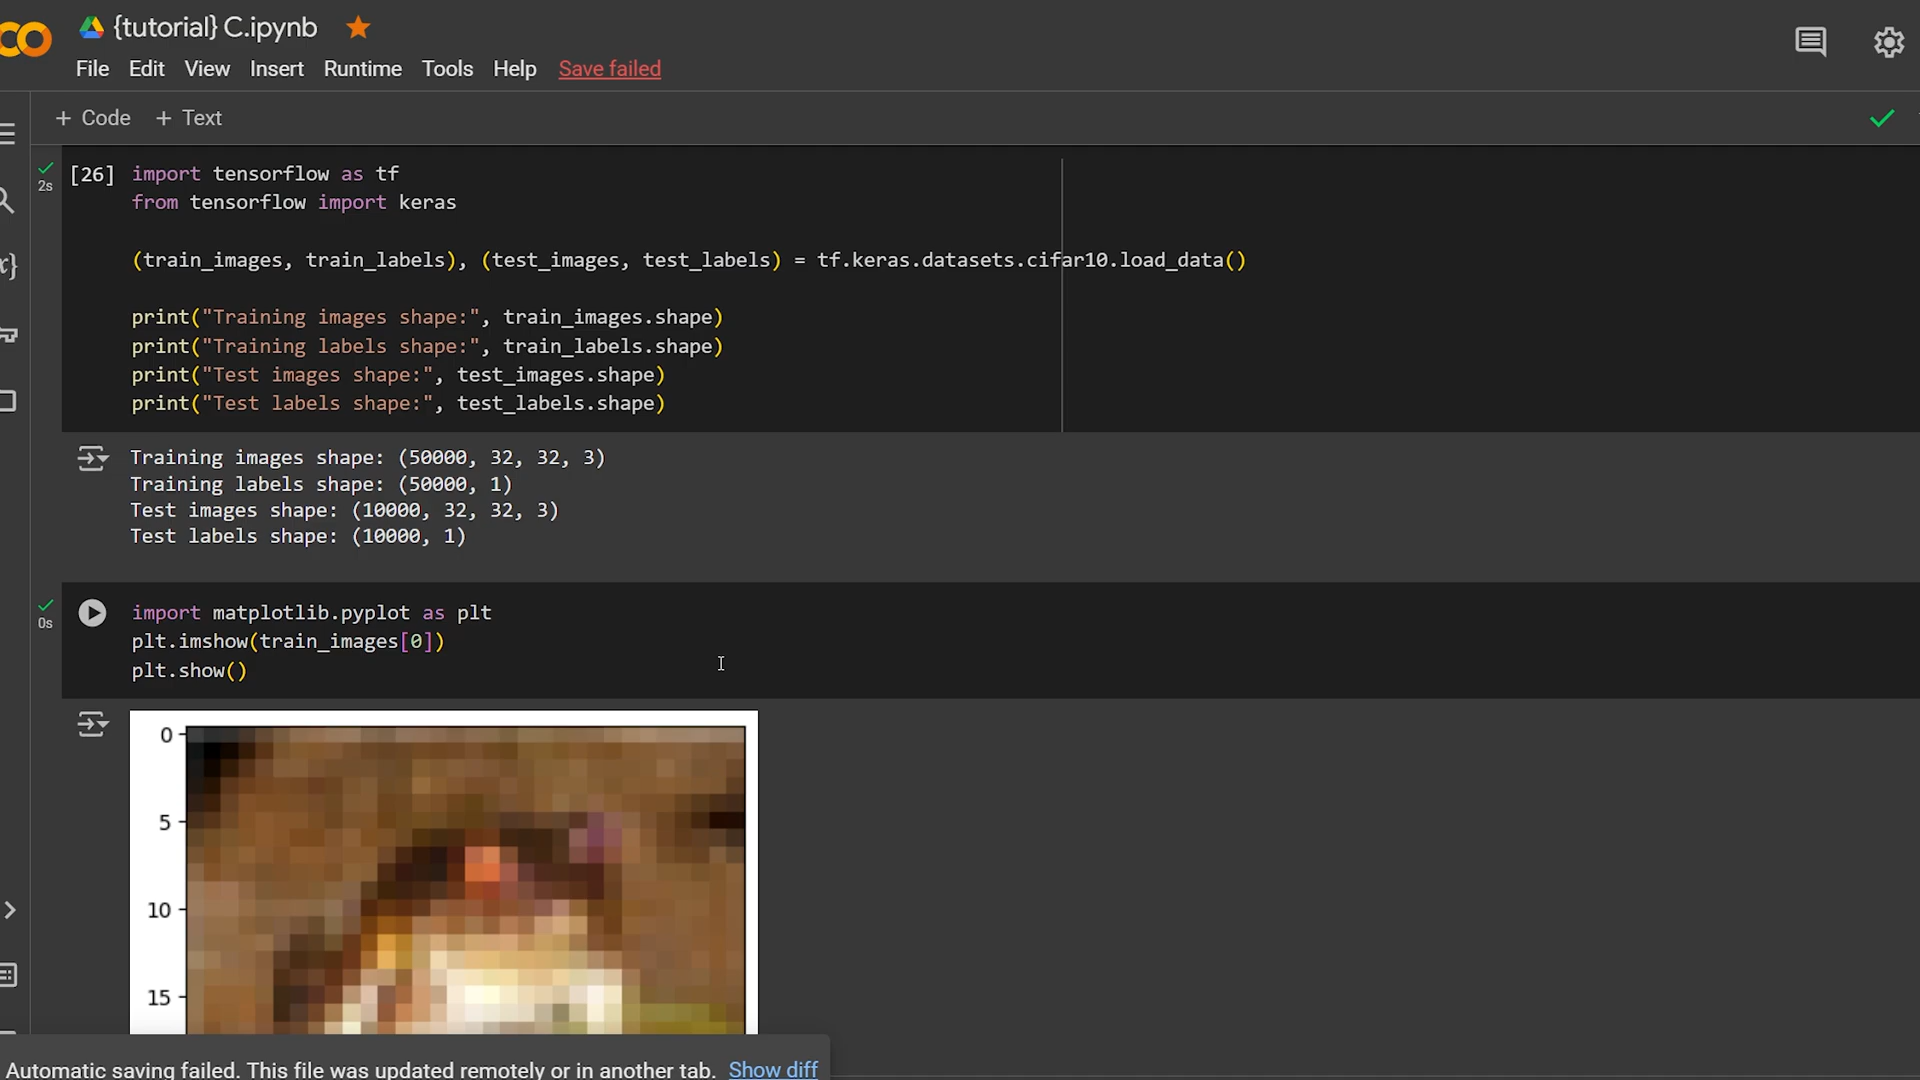 {tutorial} C.ipynb
File Edit View Insert Runtime Tools Help Save failed
+ Code + Text
2s
[26] import tensorflow as tf
from tensorflow import keras
(train_images, train_labels), (test_images, test_labels) = tf.keras.datasets.cifar10.load_data()
print("Training images shape:", train_images.shape)
print("Training labels shape:", train_labels.shape)
print("Test images shape:", test_images.shape)
print("Test labels shape:", test_labels.shape)
Training images shape: (50000, 32, 32, 3)
Training labels shape: (50000, 1)
Test images shape: (10000, 32, 32, 3)
Test labels shape: (10000, 1)
0s
import matplotlib.pyplot as plt
plt.imshow(train_images[0])
plt.show()
0
5
10
15
Automatic saving failed. This file was updated remotely or in another tab. Show diff